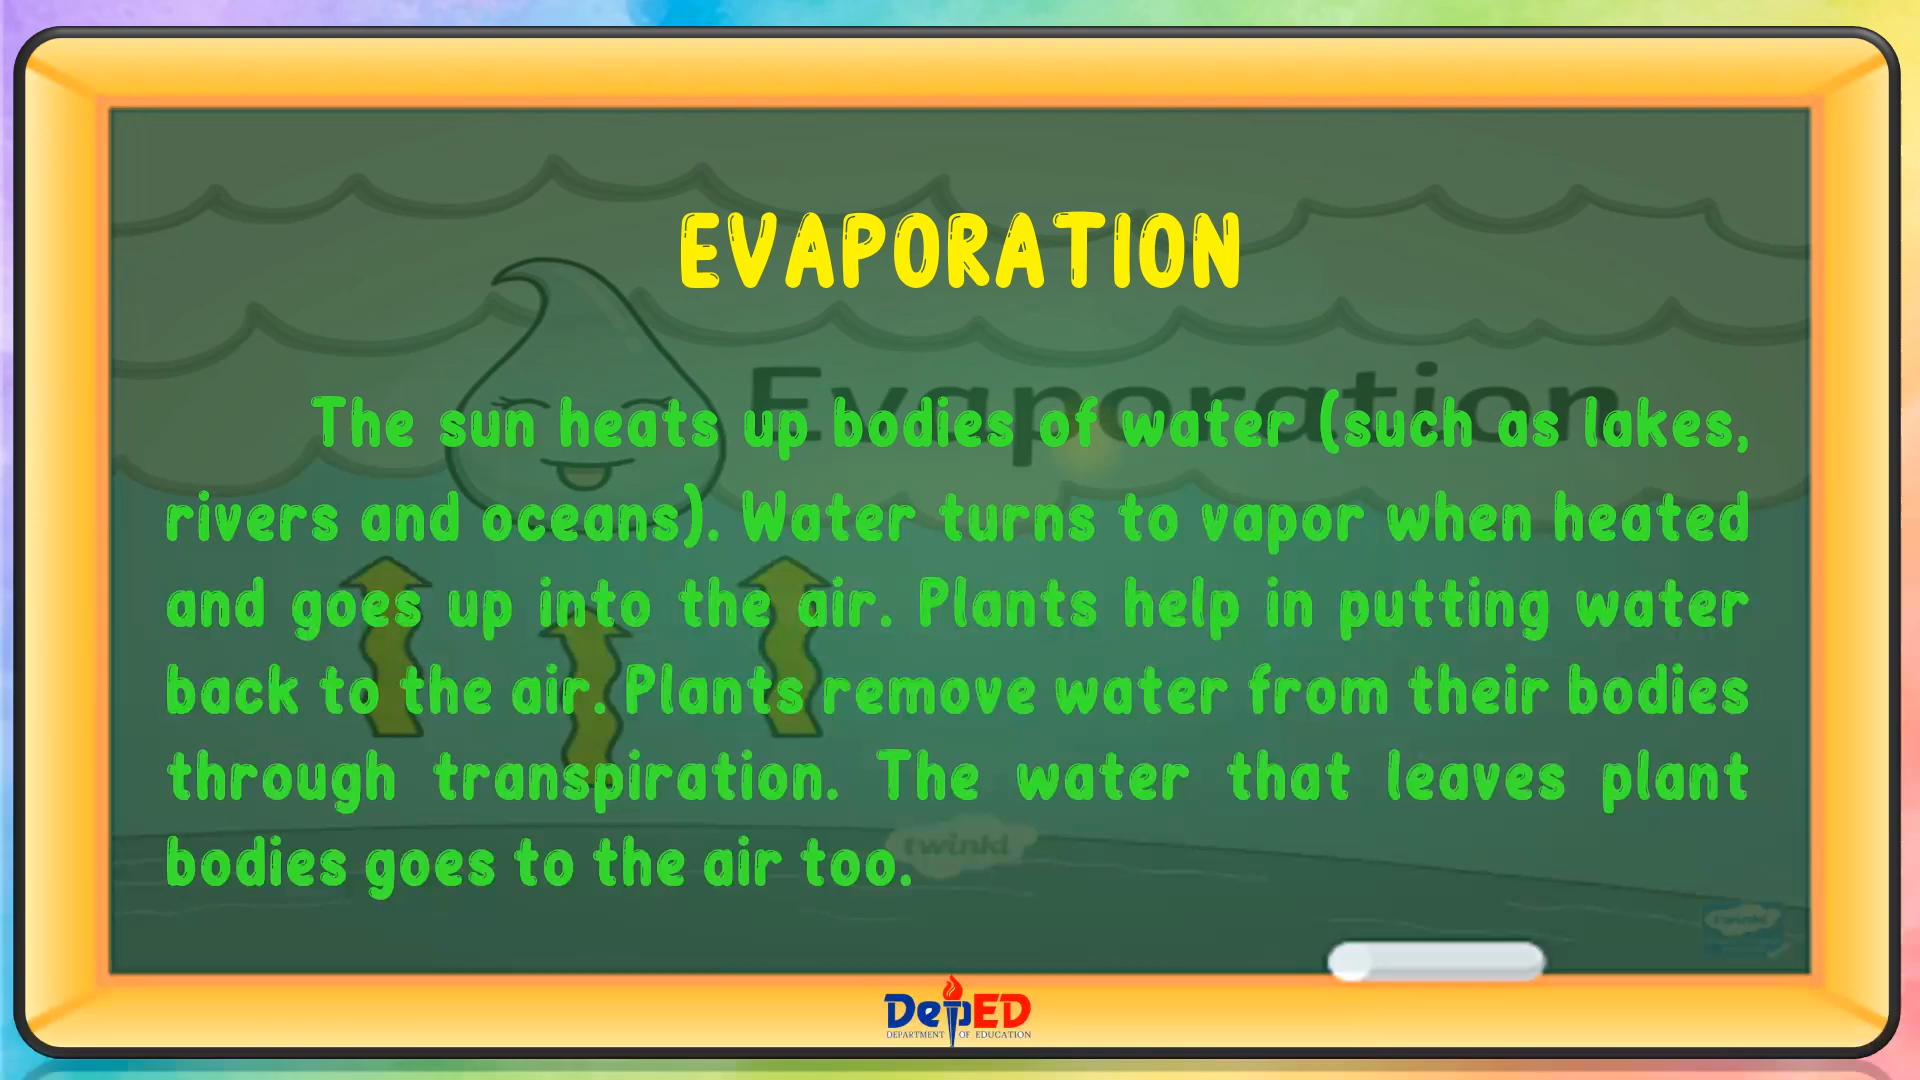 EVAPORATION
Evaporation
The sun heats up bodies of water (such as lakes,
rivers and oceans). Water turns to vapor when heated
and goes up into the air. Plants help in putting water
back to the air. Plants remove water from their bodies
through transpiration. The water that leaves plant
bodies goes to the air too.
twinkl
twinkl
DepED
DEPARTMENT OF EDUCATION